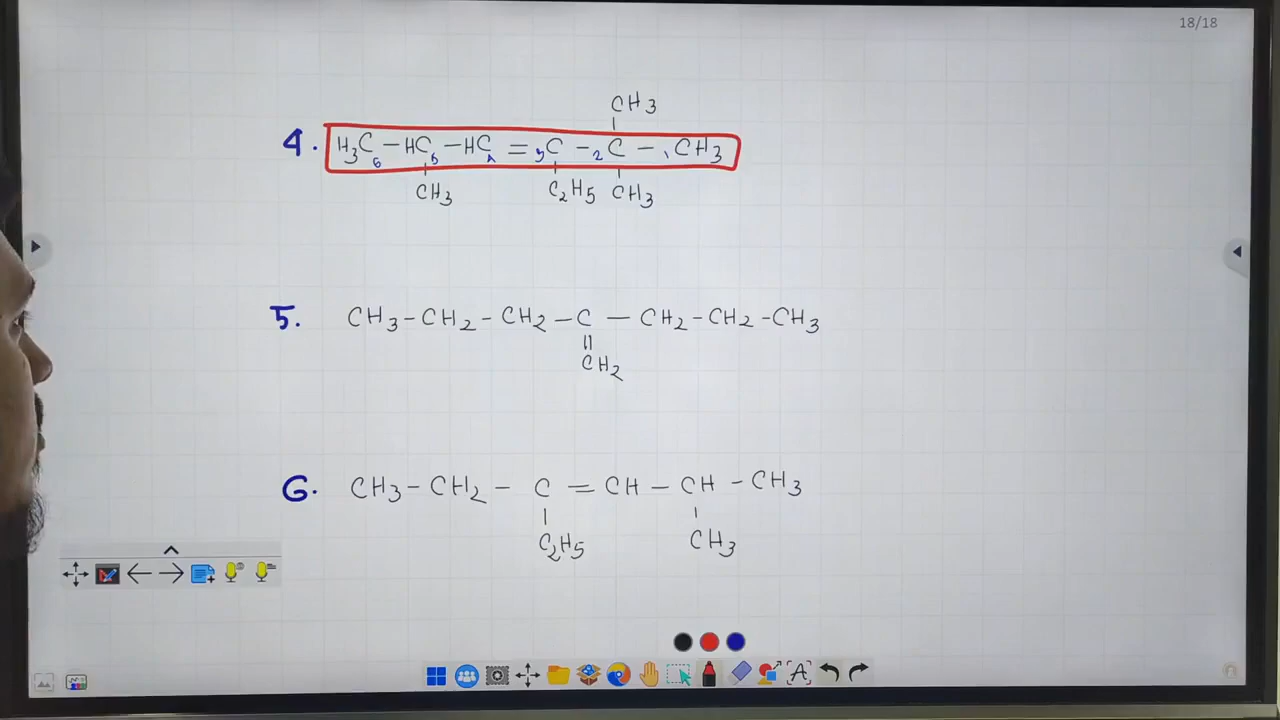 18/18
CH3
4. H3C6 - HC5 - HC4 = 3C - 2C - 1CH3
CH3 C2H5 CH3
5. CH3 - CH2 - CH2 - C - CH2 - CH2 - CH3
CH2
6. CH3 - CH2 - C = CH - CH - CH3
C2H5 CH3
A